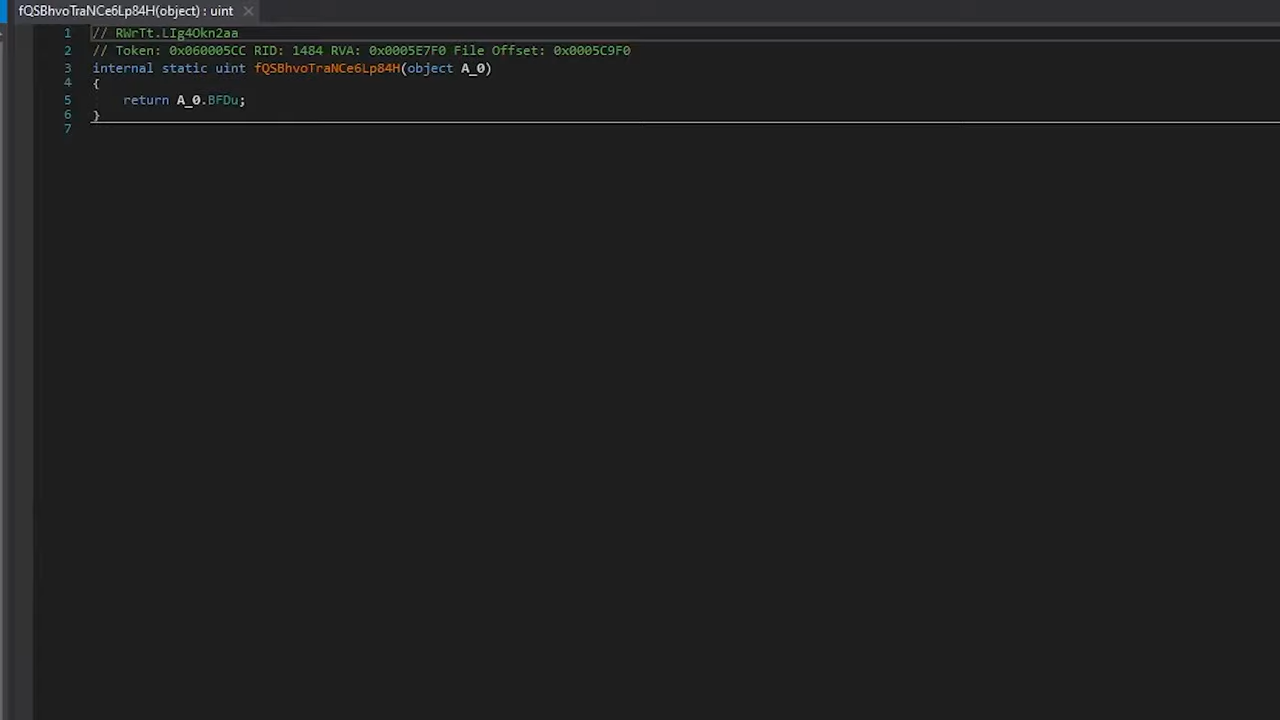 fQSBhvoTraNCe6Lp84H(object) : uint
1 // RWrTt.LIg4Okn2aa
2 // Token: 0x060005CC RID: 1484 RVA: 0x0005E7F0 File Offset: 0x0005C9F0
3 internal static uint fQSBhvoTraNCe6Lp84H(object A_0)
4 {
5 return A_0.BFDu;
6 }
7